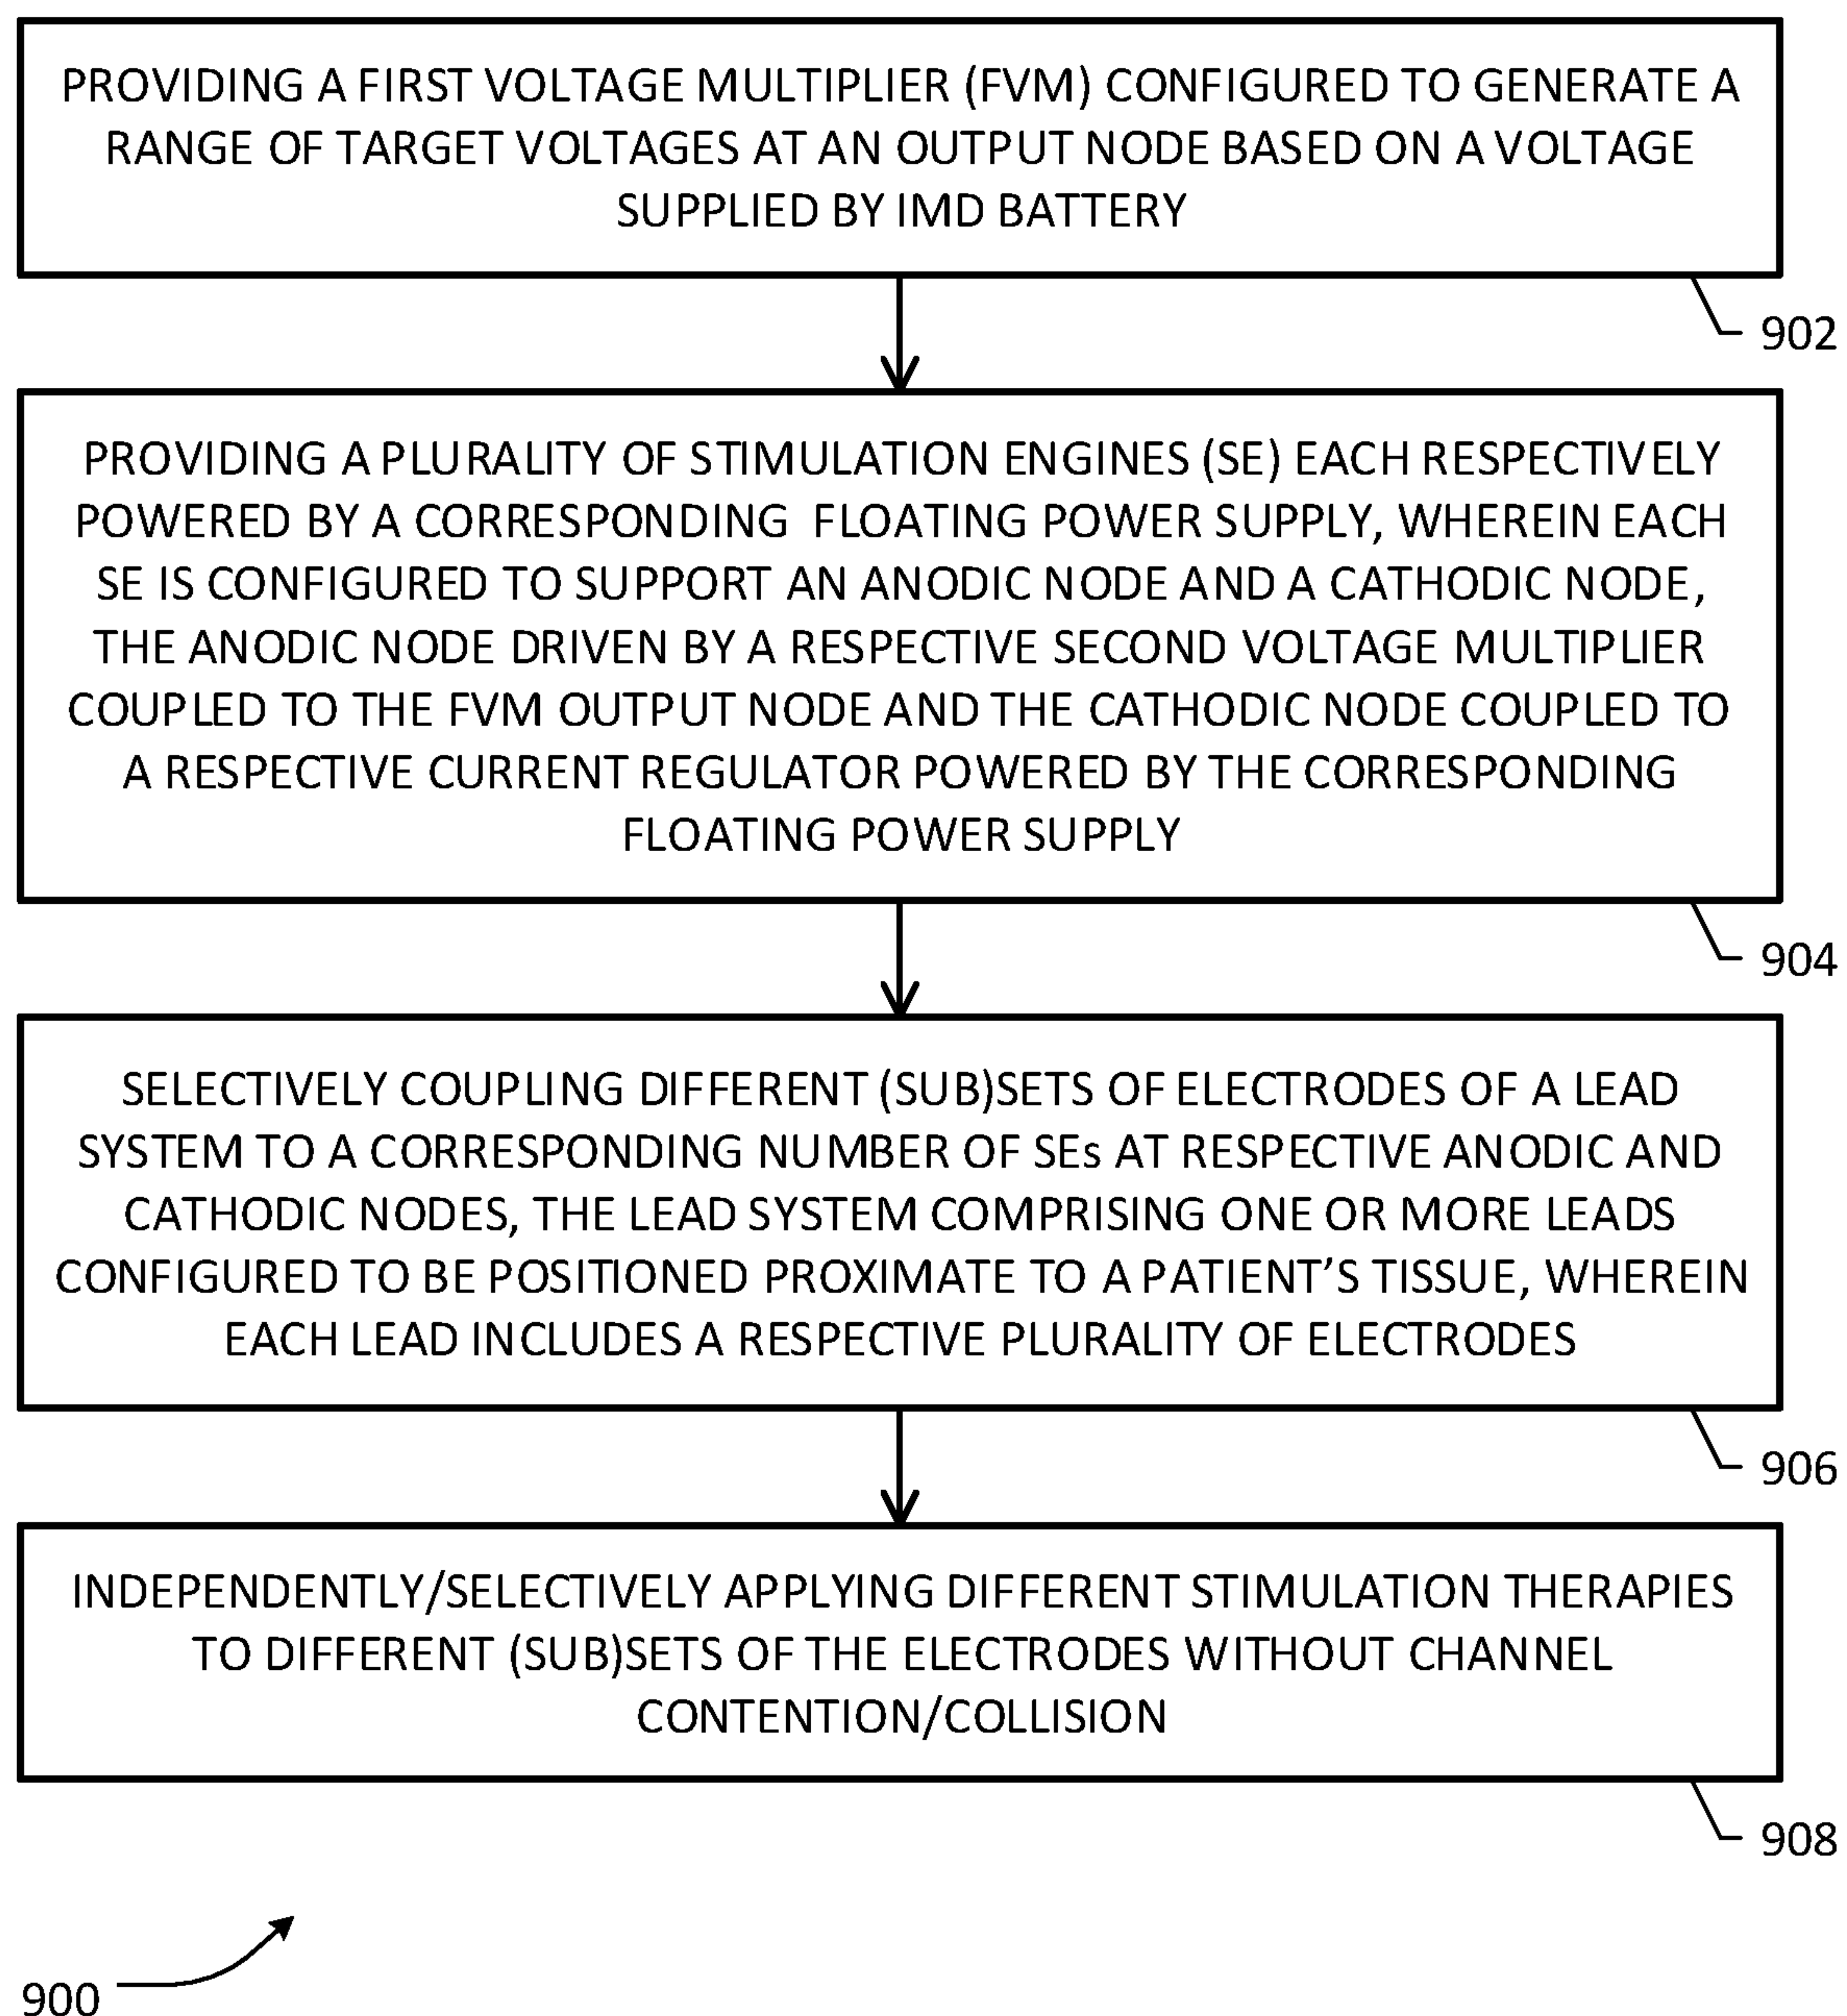 PROVIDING A FIRST VOLTAGE MULTIPLIER (FVM) CONFIGURED TO GENERATE A
RANGE OF TARGET VOLTAGES AT AN OUTPUT NODE BASED ON A VOLTAGE
SUPPLIED BY IMD BATTERY
902
PROVIDING A PLURALITY OF STIMULATION ENGINES (SE) EACH RESPECTIVELY
POWERED BY A CORRESPONDING FLOATING POWER SUPPLY, WHEREIN EACH
SE IS CONFIGURED TO SUPPORT AN ANODIC NODE AND A CATHODIC NODE,
THE ANODIC NODE DRIVEN BY A RESPECTIVE SECOND VOLTAGE MULTIPLIER
COUPLED TO THE FVM OUTPUT NODE AND THE CATHODIC NODE COUPLED TO
A RESPECTIVE CURRENT REGULATOR POWERED BY THE CORRESPONDING
FLOATING POWER SUPPLY
904
SELECTIVELY COUPLING DIFFERENT (SUB)SETS OF ELECTRODES OF A LEAD
SYSTEM TO A CORRESPONDING NUMBER OF SEs AT RESPECTIVE ANODIC AND
CATHODIC NODES, THE LEAD SYSTEM COMPRISING ONE OR MORE LEADS
CONFIGURED TO BE POSITIONED PROXIMATE TO A PATIENT'S TISSUE, WHEREIN
EACH LEAD INCLUDES A RESPECTIVE PLURALITY OF ELECTRODES
906
INDEPENDENTLY/SELECTIVELY APPLYING DIFFERENT STIMULATION THERAPIES
TO DIFFERENT (SUB)SETS OF THE ELECTRODES WITHOUT CHANNEL
CONTENTION/COLLISION
908
900